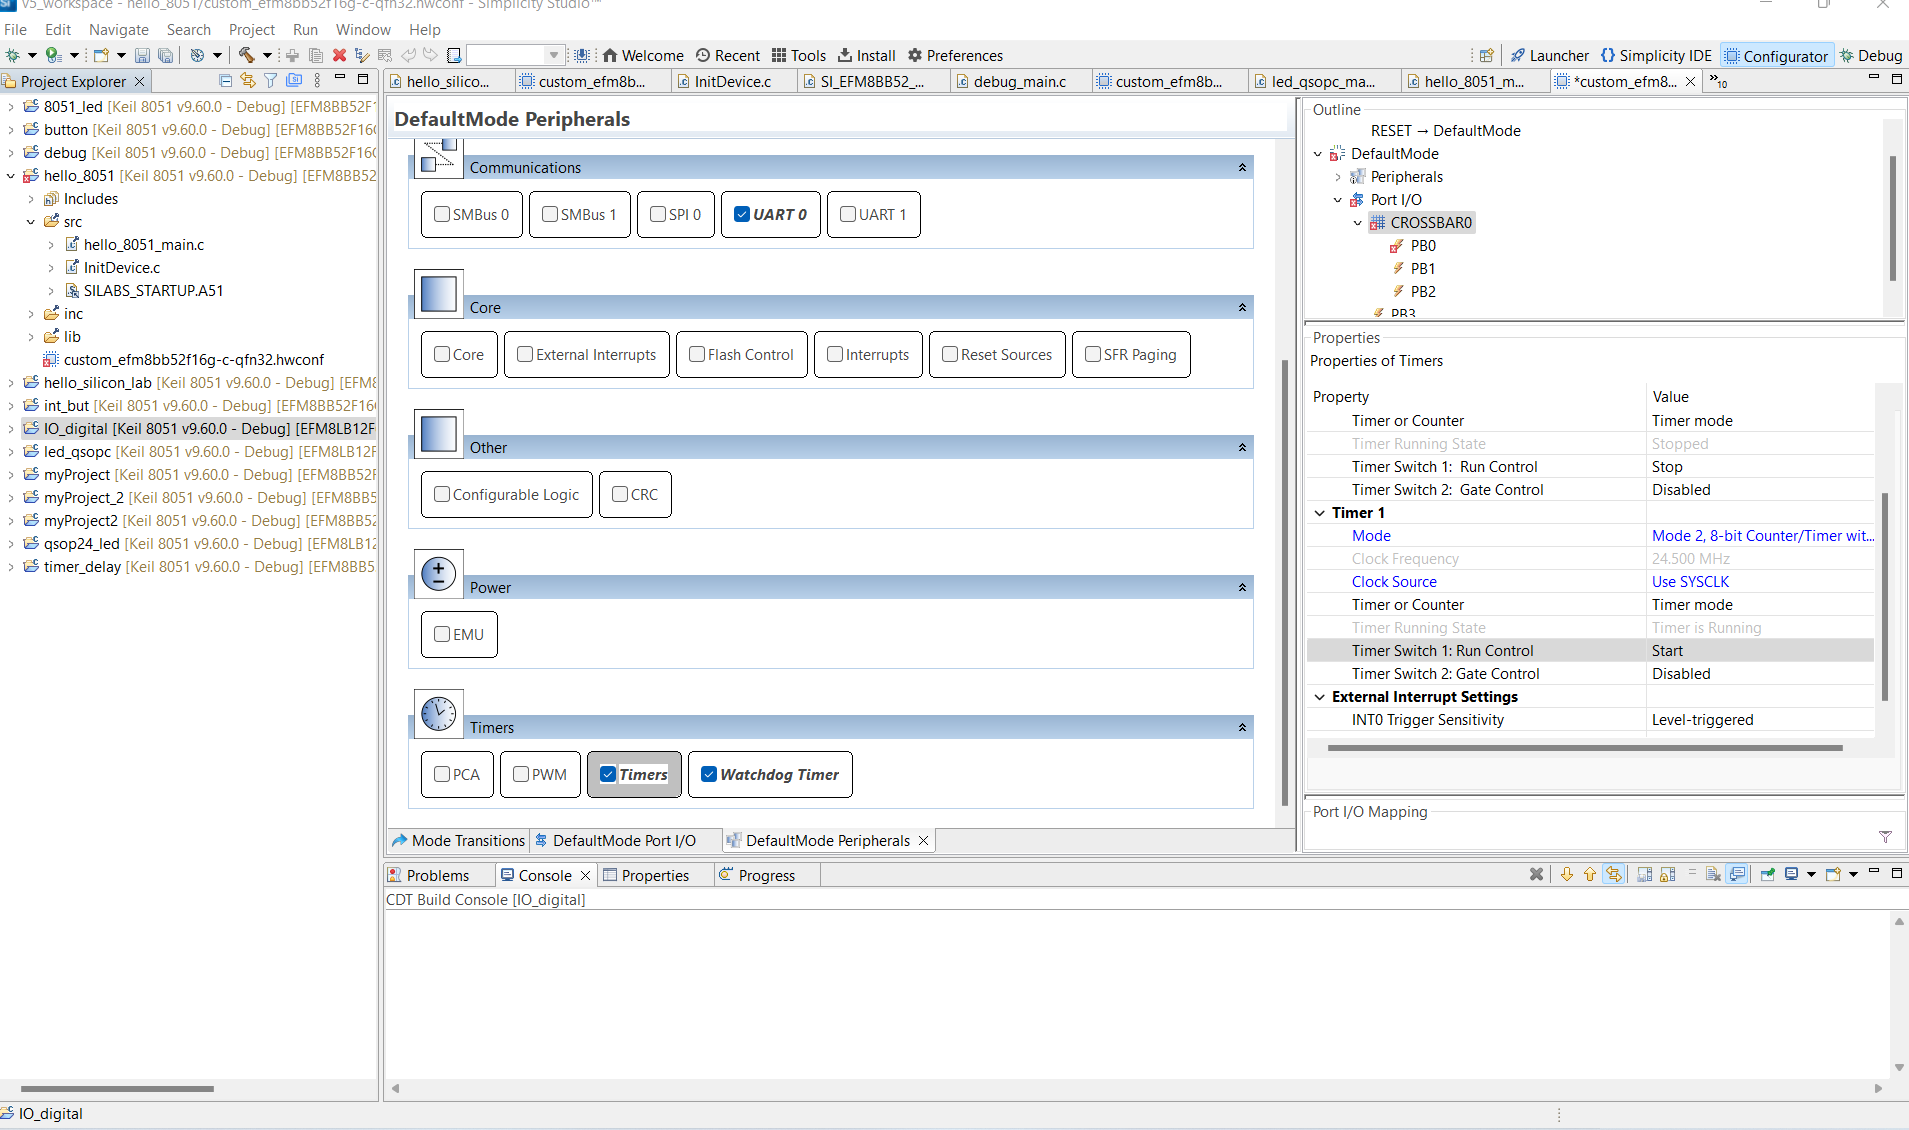 v5_workspace - hello_8051/custom_efm8bb52f16g-c-qfn32.hwconf - Simplicity Studio™
File Edit Navigate Search Project Run Window Help
Welcome Recent Tools Install Preferences
Launcher Simplicity IDE Configurator Debug
Project Explorer
8051_led [Keil 8051 v9.60.0 - Debug] [EFM8BB52F1
button [Keil 8051 v9.60.0 - Debug] [EFM8BB52F16
debug [Keil 8051 v9.60.0 - Debug] [EFM8BB52F16
hello_8051 [Keil 8051 v9.60.0 - Debug] [EFM8BB52
Includes
src
hello_8051_main.c
InitDevice.c
SILABS_STARTUP.A51
inc
lib
custom_efm8bb52f16g-c-qfn32.hwconf
hello_silicon_lab [Keil 8051 v9.60.0 - Debug] [EFM8
int_but [Keil 8051 v9.60.0 - Debug] [EFM8BB52F16
IO_digital [Keil 8051 v9.60.0 - Debug] [EFM8LB12F
led_qsopc [Keil 8051 v9.60.0 - Debug] [EFM8LB12F
myProject [Keil 8051 v9.60.0 - Debug] [EFM8BB52F
myProject_2 [Keil 8051 v9.60.0 - Debug] [EFM8BB5
myProject2 [Keil 8051 v9.60.0 - Debug] [EFM8BB52
qsop24_led [Keil 8051 v9.60.0 - Debug] [EFM8LB12
timer_delay [Keil 8051 v9.60.0 - Debug] [EFM8BB5
hello_silico... custom_efm8b... InitDevice.c SI_EFM8BB52_... debug_main.c custom_efm8b... led_qsopc_ma... hello_8051_m... *custom_efm8... »10
DefaultMode Peripherals
Communications
SMBus 0 SMBus 1 SPI 0 UART 0 UART 1
Core
Core External Interrupts Flash Control Interrupts Reset Sources SFR Paging
Other
Configurable Logic CRC
Power
EMU
Timers
PCA PWM Timers Watchdog Timer
Mode Transitions DefaultMode Port I/O DefaultMode Peripherals
Outline
RESET → DefaultMode
DefaultMode
Peripherals
Port I/O
CROSSBAR0
PB0
PB1
PB2
PB3
Properties
Properties of Timers
Property Value
Timer or Counter Timer mode
Timer Running State Stopped
Timer Switch 1: Run Control Stop
Timer Switch 2: Gate Control Disabled
Timer 1
Mode Mode 2, 8-bit Counter/Timer wit...
Clock Frequency 24.500 MHz
Clock Source Use SYSCLK
Timer or Counter Timer mode
Timer Running State Timer is Running
Timer Switch 1: Run Control Start
Timer Switch 2: Gate Control Disabled
External Interrupt Settings
INT0 Trigger Sensitivity Level-triggered
Port I/O Mapping
Problems Console Properties Progress
CDT Build Console [IO_digital]
IO_digital